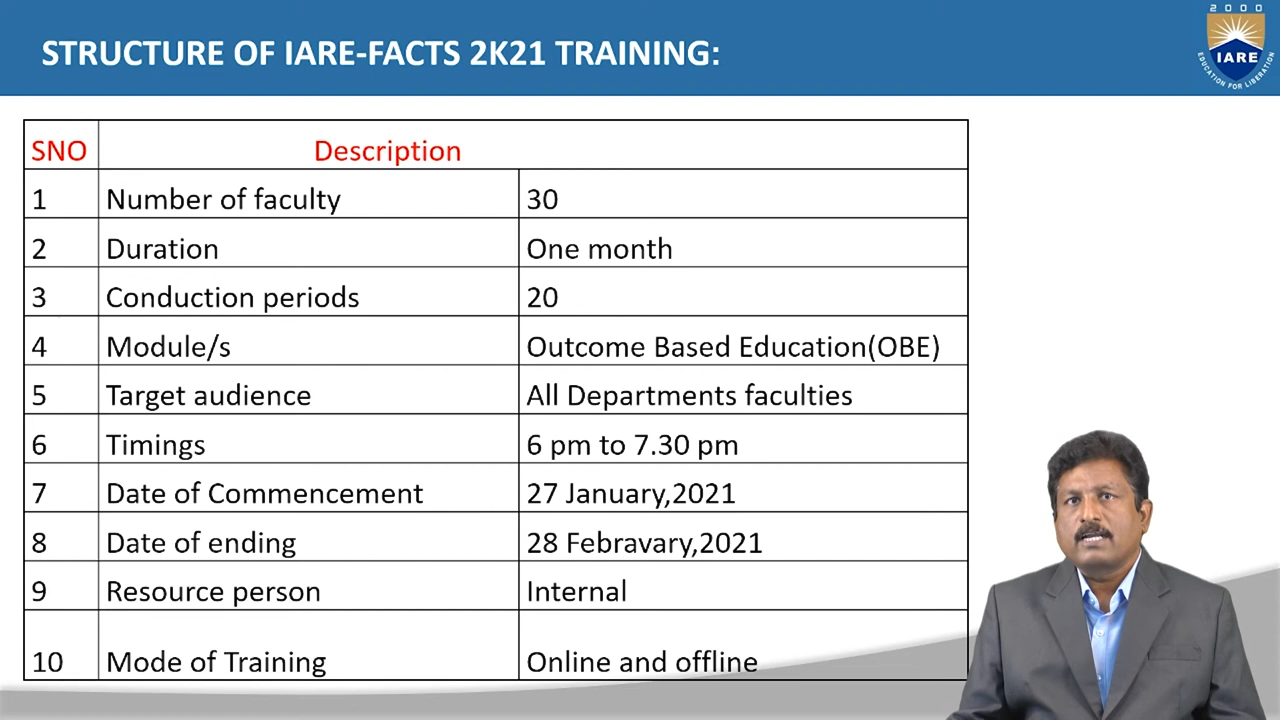 STRUCTURE OF IARE-FACTS 2K21 TRAINING:
2000
IARE
EDUCATION FOR LIBERATION
SNO Description
1 Number of faculty 30
2 Duration One month
3 Conduction periods 20
4 Module/s Outcome Based Education(OBE)
5 Target audience All Departments faculties
6 Timings 6 pm to 7.30 pm
7 Date of Commencement 27 January,2021
8 Date of ending 28 Febravary,2021
9 Resource person Internal
10 Mode of Training Online and offline